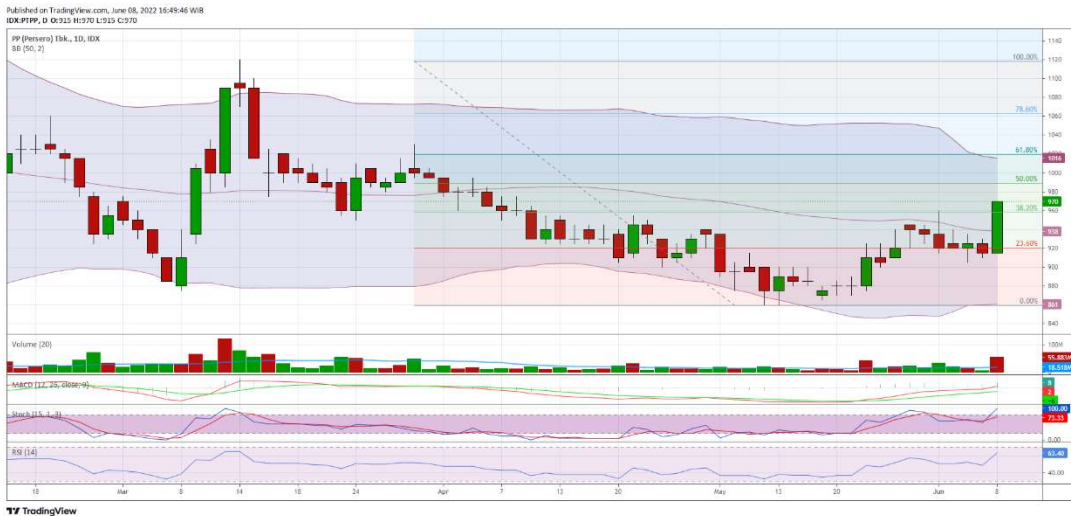 Published on TradingView.com, June 08, 2022 16:49:46 WIB
IDX:PTPP, D O:915 H:970 L:915 C:970
PP (Persero) Tbk., 1D, IDX
BB (50, 2)
1140
1120
100.00%
1100
1080
78.60%
1060
1040
61.80%
1016
50.00%
980
970
38.20%
960
938
23.60%
920
900
880
0.00%
861
840
Volume (20)
100M
55.883M
18.518M
MACD (12, 26, close, 9)
8
2
Stoch (15, 3, 3)
100.00
73.33
0.00
RSI (14)
63.40
40.00
Mar
8
14
18
24
Apr
7
13
20
May
13
20
Jun
8
TradingView